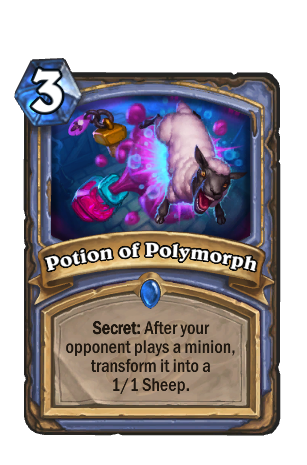 3
Potion of Polymorph
Secret: After your
opponent plays a minion,
transform it into a
1/1 Sheep.